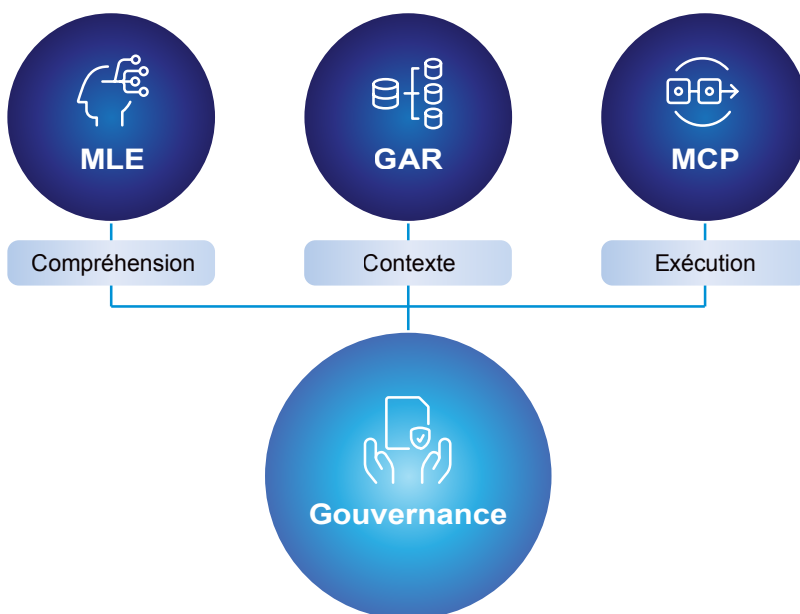 MLE
GAR
MCP
Compréhension
Contexte
Exécution
Gouvernance